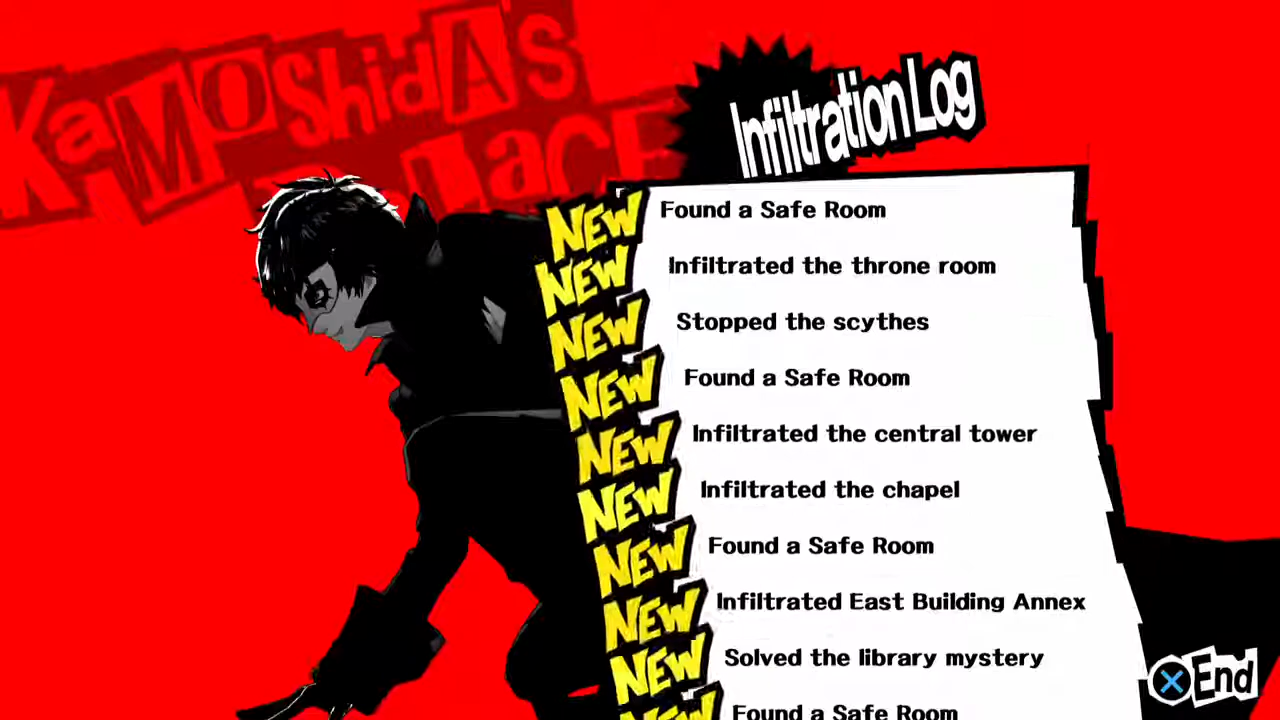 KaMOshidA's
PalacE
Infiltration Log
NEW Found a Safe Room
NEW Infiltrated the throne room
NEW Stopped the scythes
NEW Found a Safe Room
NEW Infiltrated the central tower
NEW Infiltrated the chapel
NEW Found a Safe Room
NEW Infiltrated East Building Annex
NEW Solved the library mystery
NEW Found a Safe Room
End